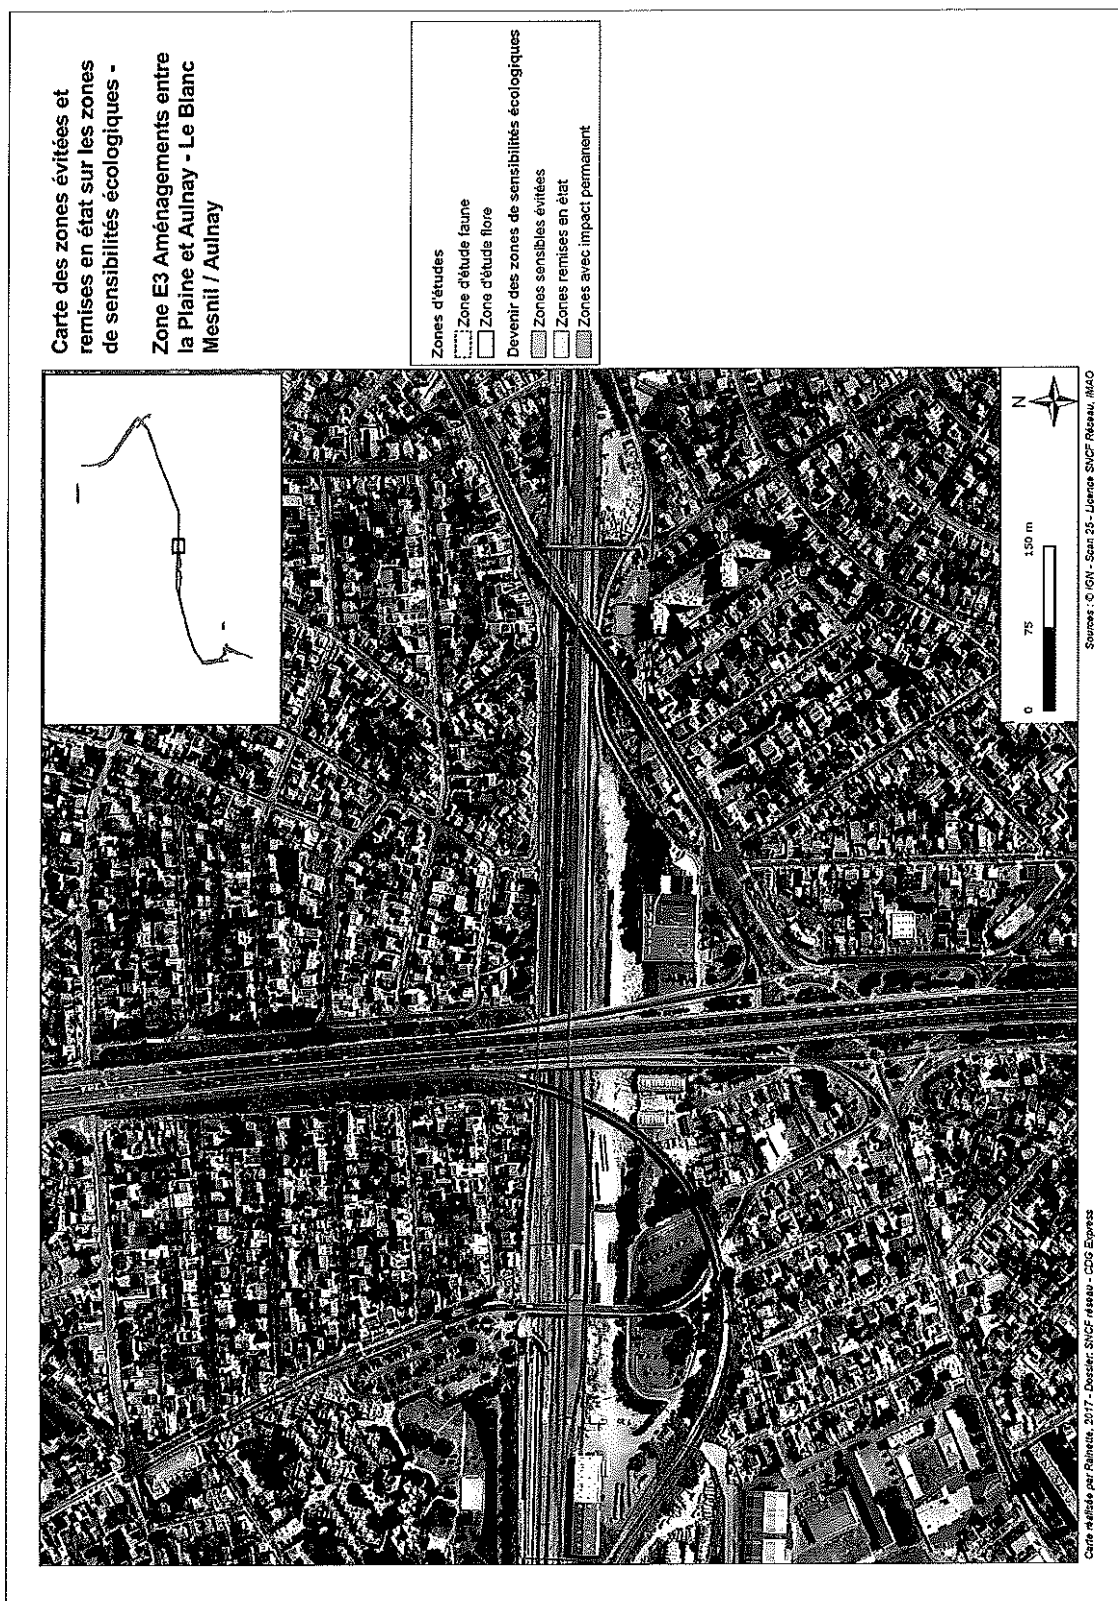 Carte des zones évitées et
remises en état sur les zones
de sensibilités écologiques -
Zone E3 Aménagements entre
la Plaine et Aulnay - Le Blanc
Mesnil / Aulnay
Zones d'études
Zone d'étude faune
Zone d'étude flore
Devenir des zones de sensibilités écologiques
Zones sensibles évitées
Zones remises en état
Zones avec impact permanent
N
0 75 150 m
Carte réalisée par Rainette, 2017 - Dossier: SNCF réseau - CDG Express
Sources : © IGN - Scan 25 - Licence SNCF Réseau, IMAO